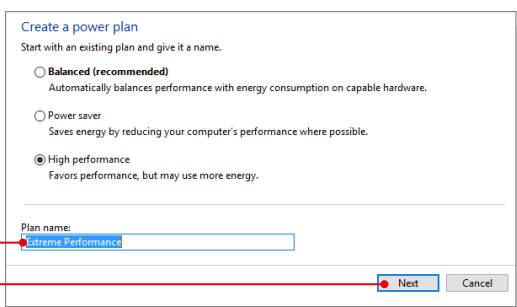 Create a power plan
Start with an existing plan and give it a name.
Balanced (recommended)
Automatically balances performance with energy consumption on capable hardware.
Power saver
Saves energy by reducing your computer's performance where possible.
High performance
Favors performance, but may use more energy.
Plan name:
Extreme Performance
Next Cancel